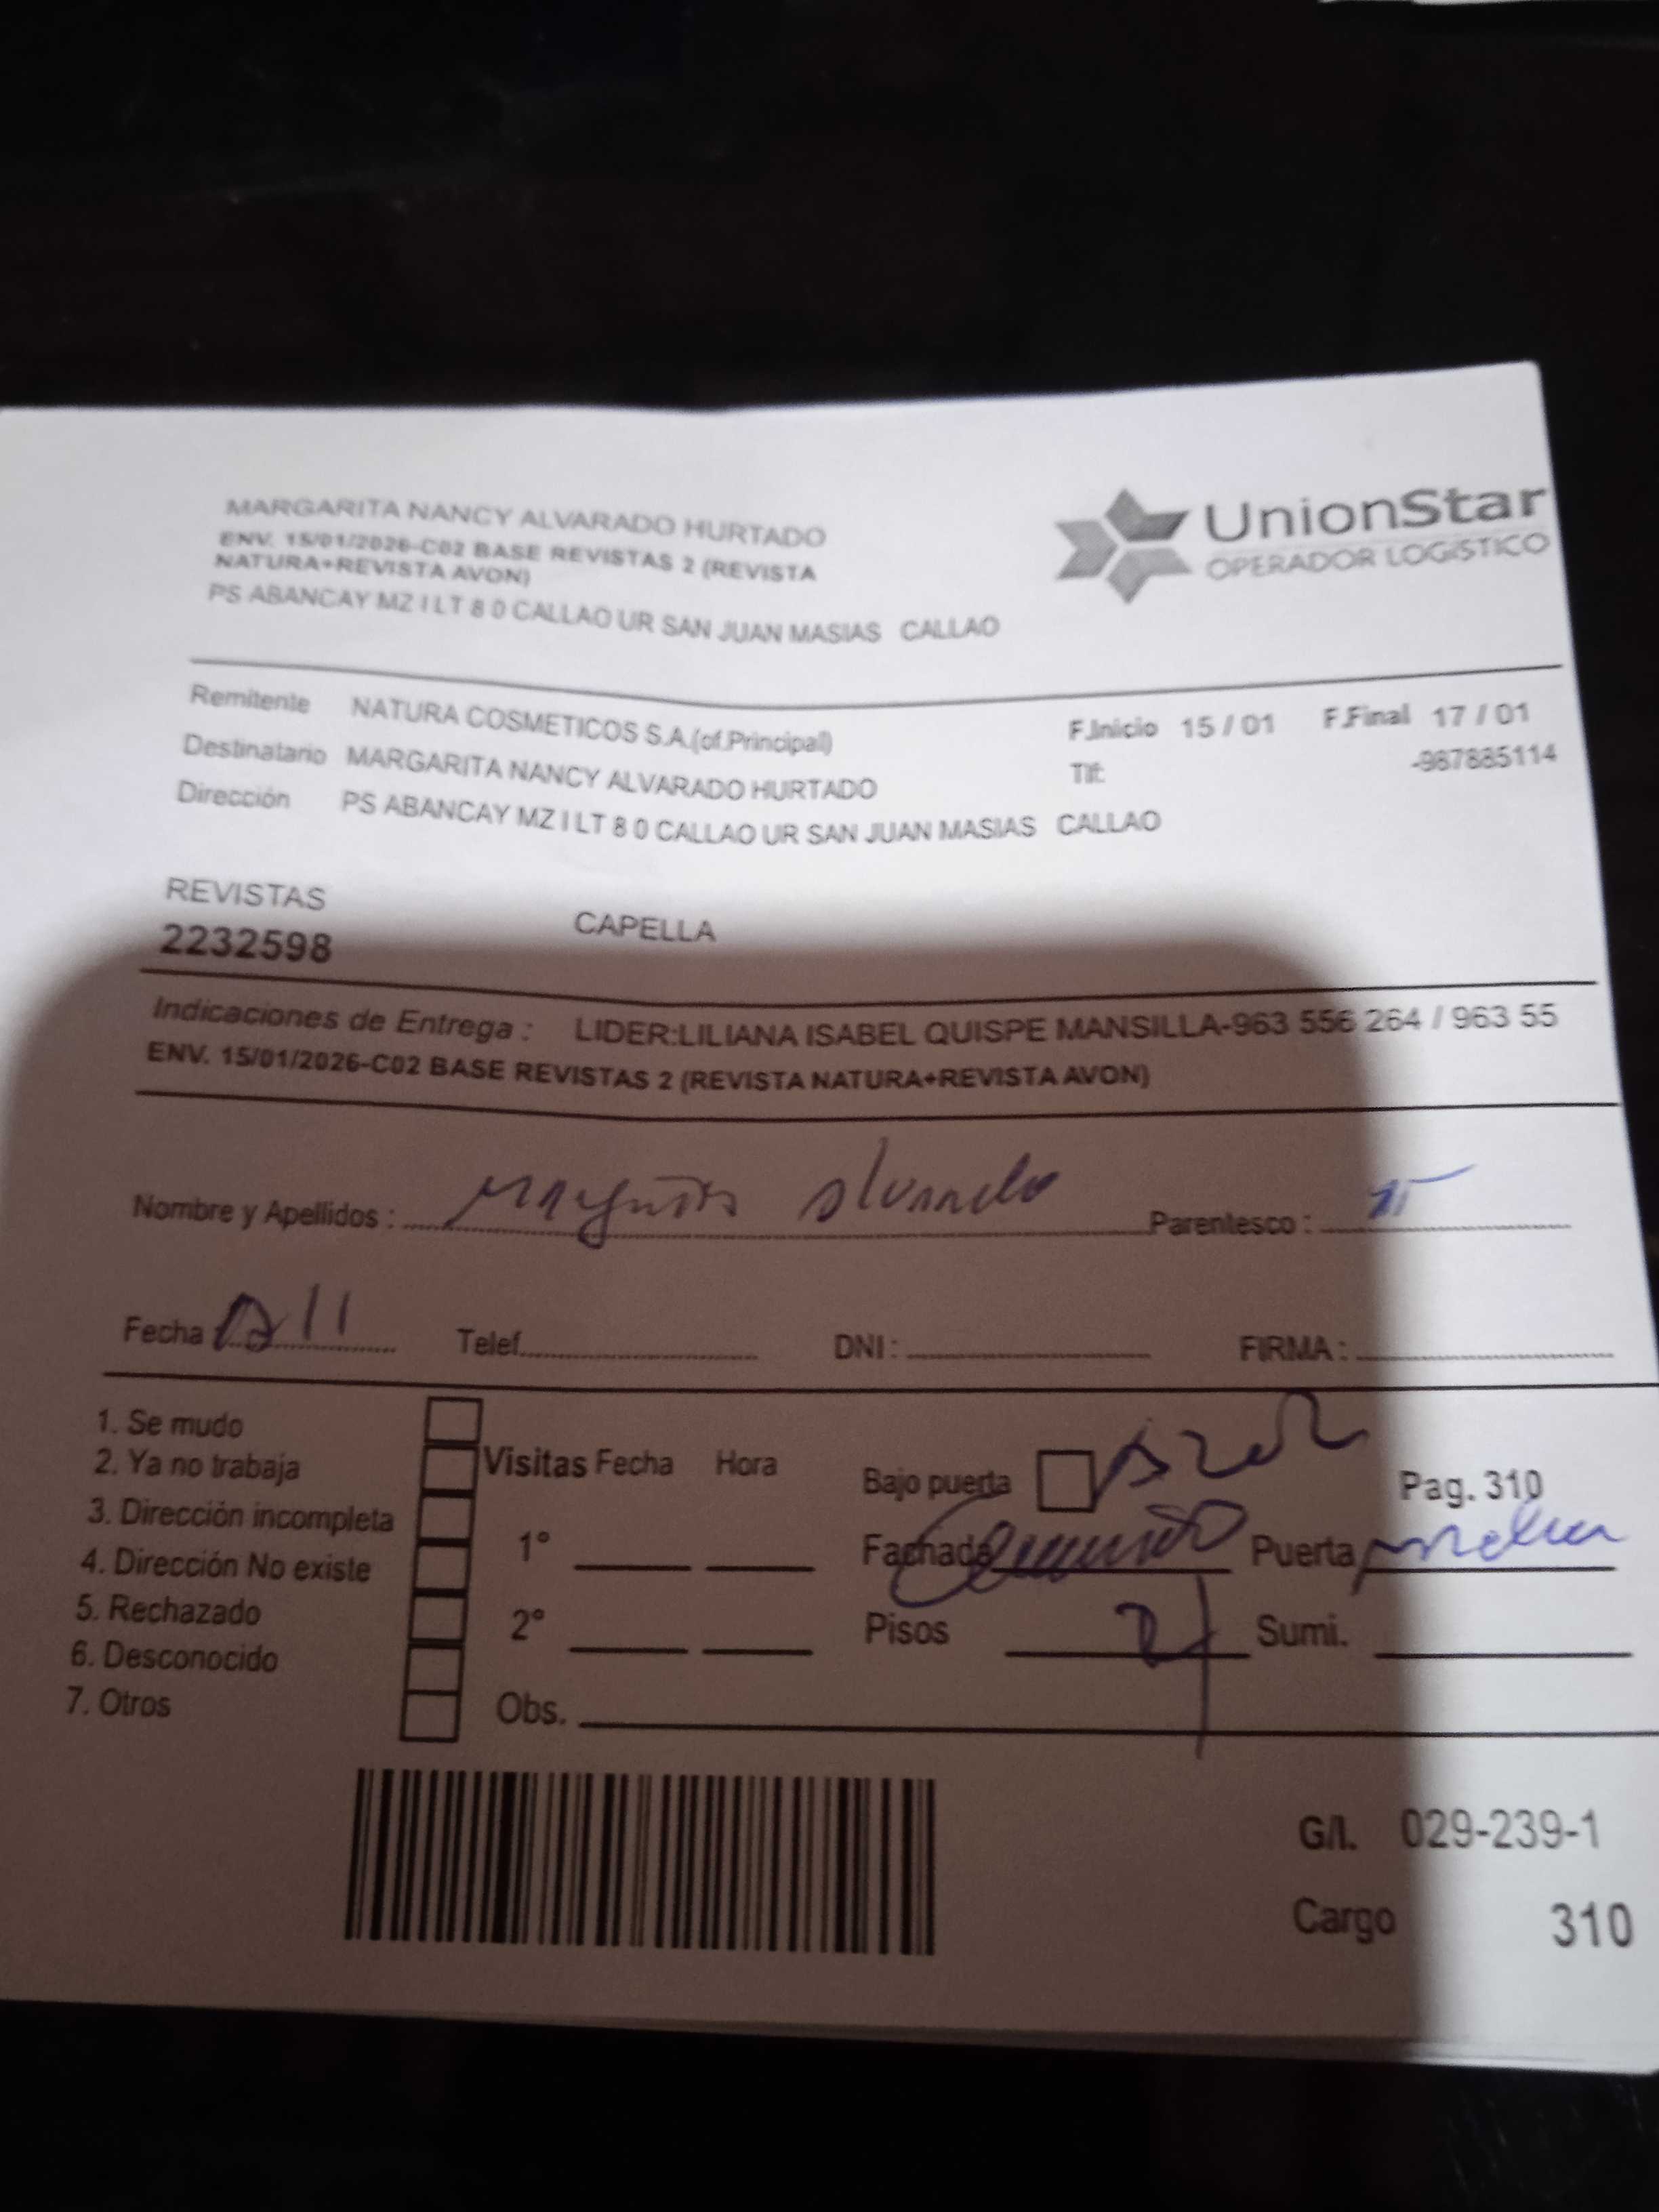 MARGARITA NANCY ALVARADO HURTADO
ENV. 15/01/2026-C02 BASE REVISTAS 2 (REVISTA
NATURA+REVISTA AVON)
PS ABANCAY MZ I LT 8 0 CALLAO UR SAN JUAN MASIAS CALLAO
UnionStar
OPERADOR LOGÍSTICO
Remitente NATURA COSMETICOS S.A.(of.Principal) F.Inicio 15 / 01 F.Final 17 / 01
Destinatario MARGARITA NANCY ALVARADO HURTADO Tlf: -987885114
Dirección PS ABANCAY MZ I LT 8 0 CALLAO UR SAN JUAN MASIAS CALLAO
REVISTAS
2232598 CAPELLA
Indicaciones de Entrega : LIDER:LILIANA ISABEL QUISPE MANSILLA-963 556 264 / 963 55
ENV. 15/01/2026-C02 BASE REVISTAS 2 (REVISTA NATURA+REVISTA AVON)
Nombre y Apellidos : Margarita Alvarado Parentesco :
Fecha Telef. DNI : FIRMA :
1. Se mudo
2. Ya no trabaja
3. Dirección incompleta
4. Dirección No existe
5. Rechazado
6. Desconocido
7. Otros
Visitas Fecha Hora
1°
2°
Obs.
Bajo puerta Pag. 310
Fachada Puerta
Pisos 2 Sumi.
G/l. 029-239-1
Cargo 310